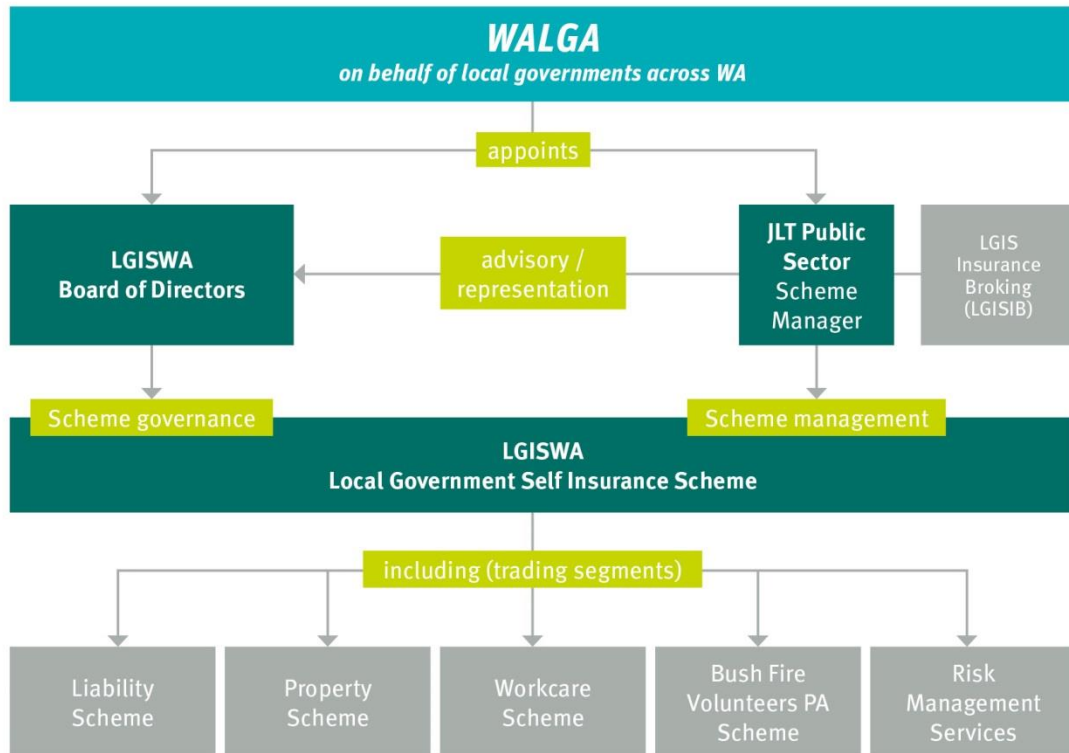 WALGA
on behalf of local governments across WA
appoints
LGISWA
Board of Directors
advisory /
representation
JLT Public
Sector
Scheme
Manager
LGIS
Insurance
Broking
(LGISIB)
Scheme governance
Scheme management
LGISWA
Local Government Self Insurance Scheme
including (trading segments)
Liability
Scheme
Property
Scheme
Workcare
Scheme
Bush Fire
Volunteers PA
Scheme
Risk
Management
Services